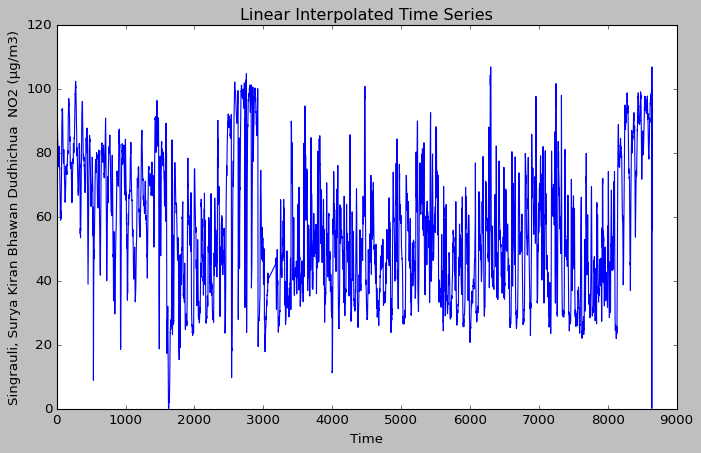 Linear Interpolated Time Series
Singrauli, Surya Kiran Bhawan Dudhichua  NO2 (µg/m3)
120
100
80
60
40
20
0
0 1000 2000 3000 4000 5000 6000 7000 8000 9000
Time